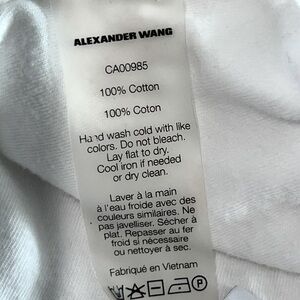 ALEXANDER WANG
CA00985
100% Cotton
100% Coton
Hand wash cold with like
colors. Do not bleach.
Lay flat to dry.
Cool iron if needed
or dry clean.
Laver à la main
à l'eau froide avec des
couleurs similaires. Ne
pas javelliser. Sécher à
plat. Repasser au fer
froid si nécessaire
ou nettoyer à sec.
Fabriqué en Vietnam